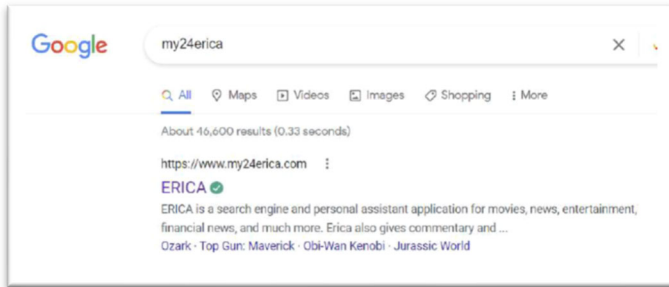 Google
my24erica
All Maps Videos Images Shopping More
About 46,600 results (0.33 seconds)
https://www.my24erica.com
ERICA
ERICA is a search engine and personal assistant application for movies, news, entertainment,
financial news, and much more. Erica also gives commentary and ...
Ozark · Top Gun: Maverick · Obi-Wan Kenobi · Jurassic World